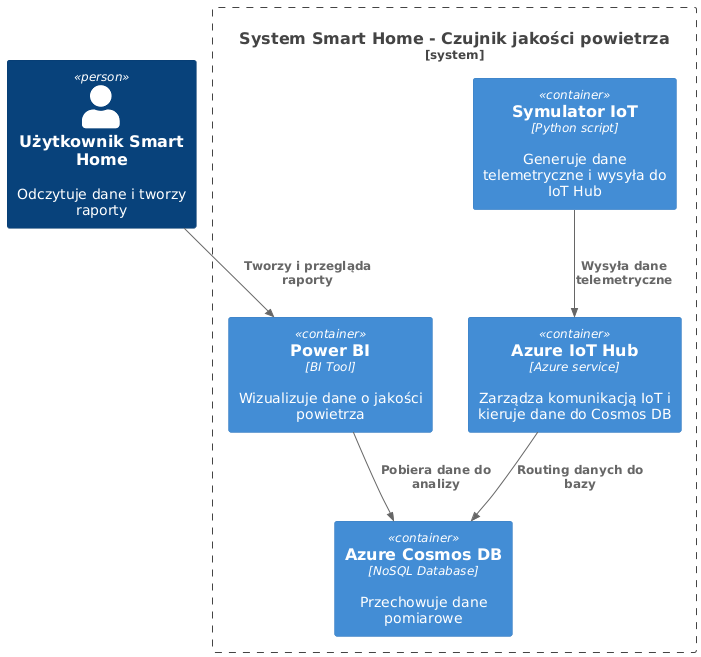 System Smart Home - Czujnik jakości powietrza
[system]
«person»
Użytkownik Smart
Home
Odczytuje dane i tworzy
raporty
«container»
Symulator IoT
[Python script]
Generuje dane
telemetryczne i wysyła do
IoT Hub
Tworzy i przegląda
raporty
Wysyła dane
telemetryczne
«container»
Power BI
[BI Tool]
Wizualizuje dane o jakości
powietrza
«container»
Azure IoT Hub
[Azure service]
Zarządza komunikacją IoT i
kieruje dane do Cosmos DB
Pobiera dane do
analizy
Routing danych do
bazy
«container»
Azure Cosmos DB
[NoSQL Database]
Przechowuje dane
pomiarowe